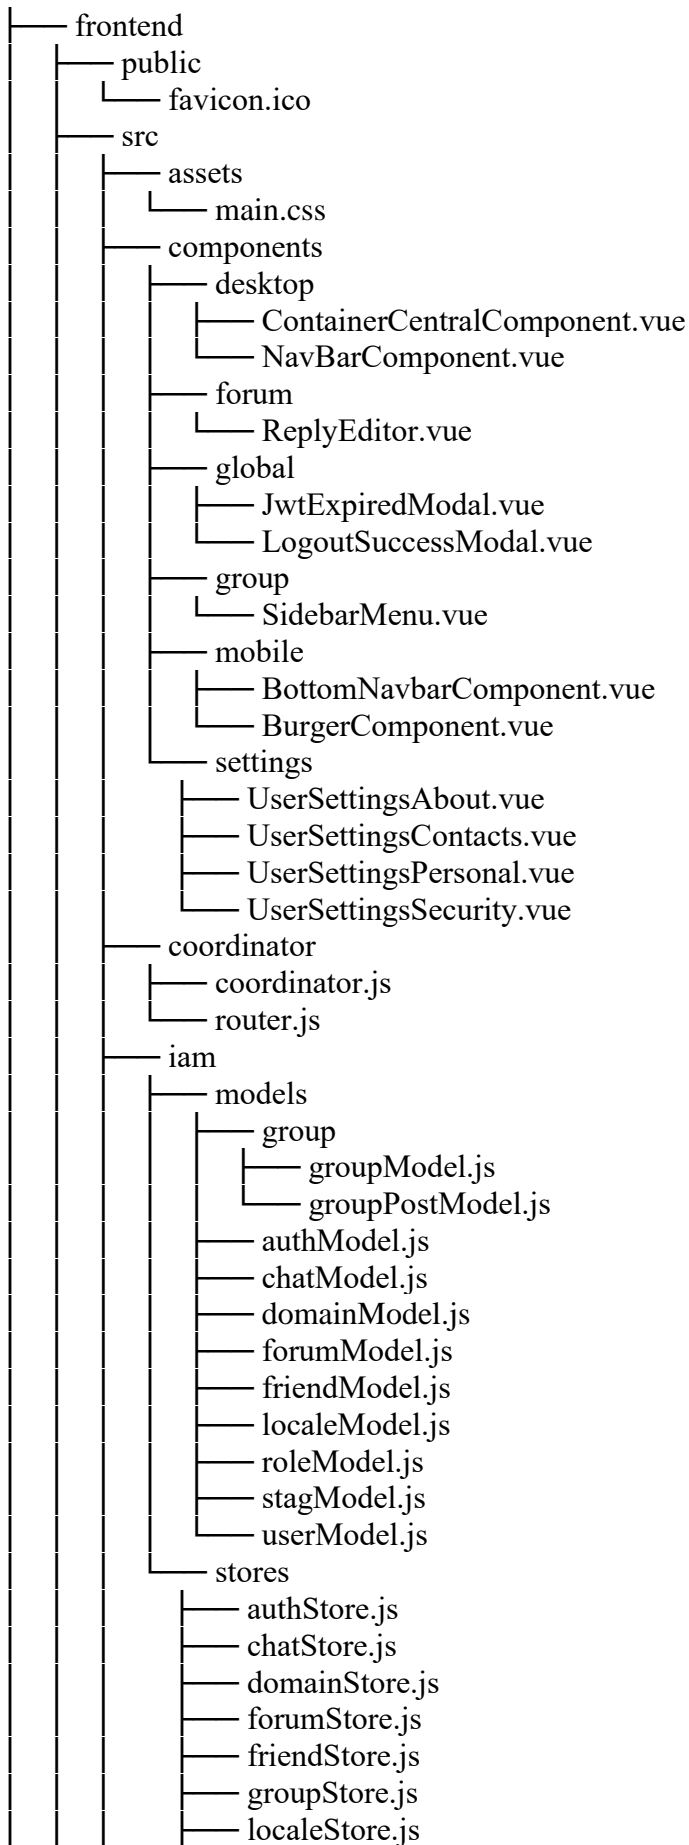 frontend
public
favicon.ico
src
assets
main.css
components
desktop
ContainerCentralComponent.vue
NavBarComponent.vue
forum
ReplyEditor.vue
global
JwtExpiredModal.vue
LogoutSuccessModal.vue
group
SidebarMenu.vue
mobile
BottomNavbarComponent.vue
BurgerComponent.vue
settings
UserSettingsAbout.vue
UserSettingsContacts.vue
UserSettingsPersonal.vue
UserSettingsSecurity.vue
coordinator
coordinator.js
router.js
iam
models
group
groupModel.js
groupPostModel.js
authModel.js
chatModel.js
domainModel.js
forumModel.js
friendModel.js
localeModel.js
roleModel.js
stagModel.js
userModel.js
stores
authStore.js
chatStore.js
domainStore.js
forumStore.js
friendStore.js
groupStore.js
localeStore.js